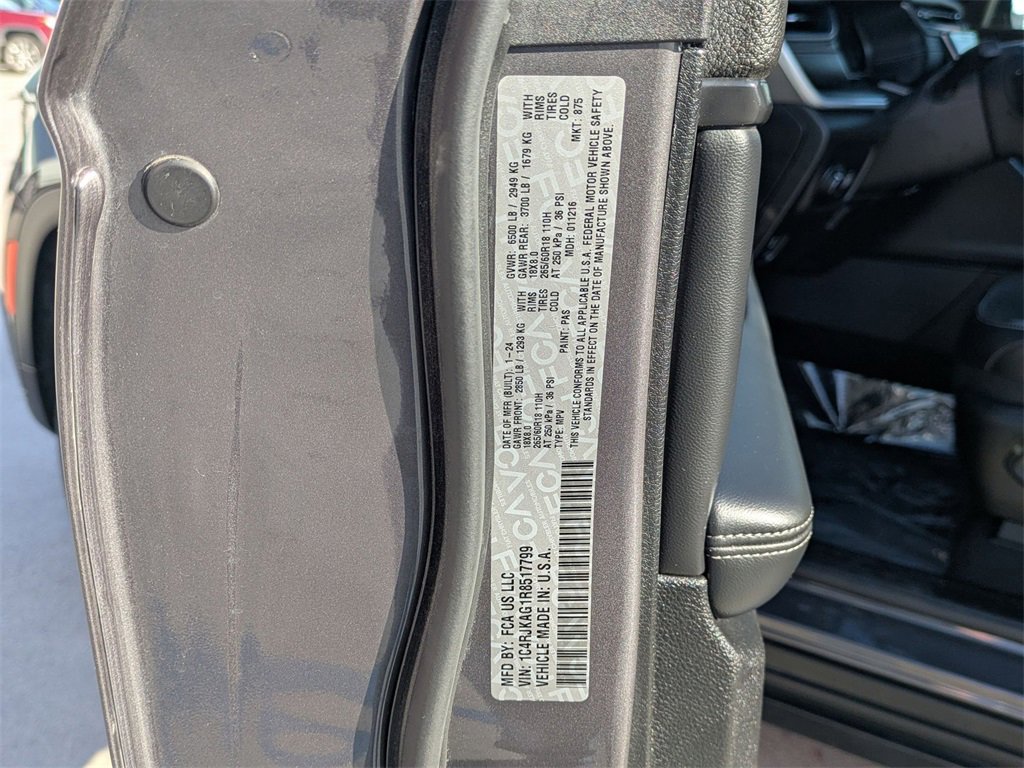 MFD BY: FCA US LLC
VIN: 1C4RJKAG1R8517799
VEHICLE MADE IN: U.S.A.
DATE OF MFR (BUILT): 1-24
GAWR FRONT: 2850 LB / 1293 KG WITH
18X8.0 RIMS
265/60R18 110H TIRES
AT 250 kPa / 36 PSI COLD
TYPE: MPV PAINT: PAS
GVWR: 6500 LB / 2949 KG
GAWR REAR: 3700 LB / 1679 KG WITH
18X8.0 RIMS
265/60R18 110H TIRES
AT 250 kPa / 36 PSI COLD
MDH: 011216 MKT: 875
THIS VEHICLE CONFORMS TO ALL APPLICABLE U.S.A. FEDERAL MOTOR VEHICLE SAFETY
STANDARDS IN EFFECT ON THE DATE OF MANUFACTURE SHOWN ABOVE.